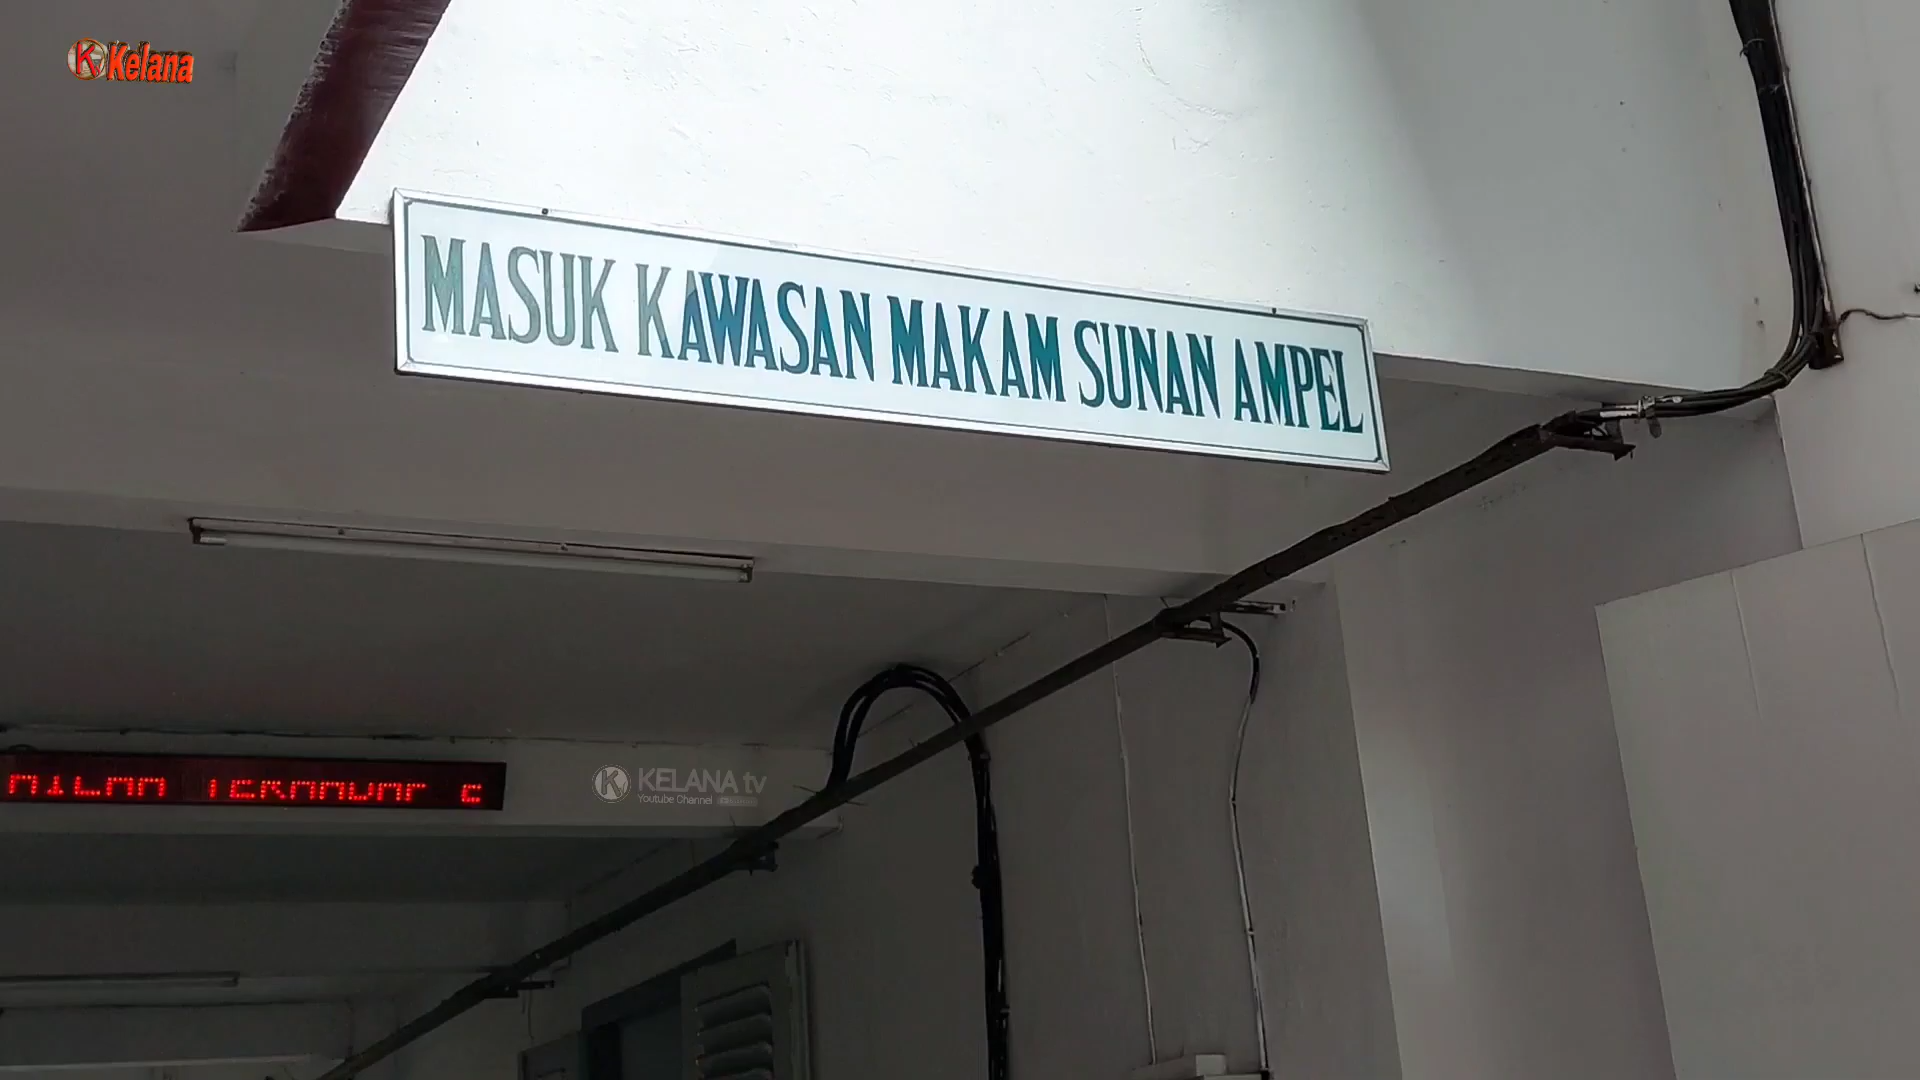 Kelana
MASUK KAWASAN MAKAM SUNAN AMPEL
KELANA tv
Youtube Channel